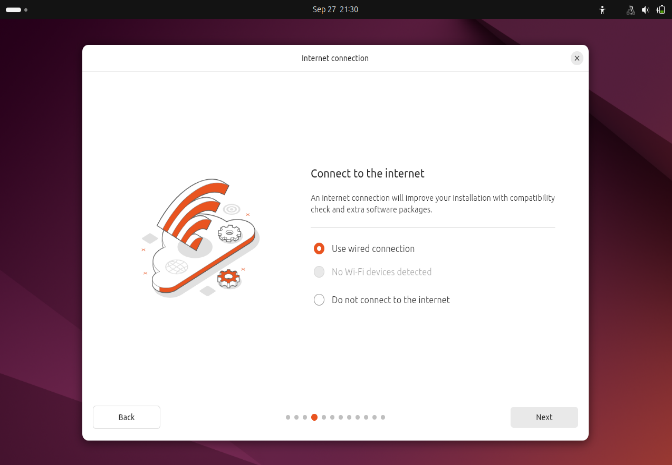 Sep 27 21:30
Internet connection
Connect to the internet
An internet connection will improve your installation with compatibility
check and extra software packages.
Use wired connection
No Wi-Fi devices detected
Do not connect to the internet
Back
Next